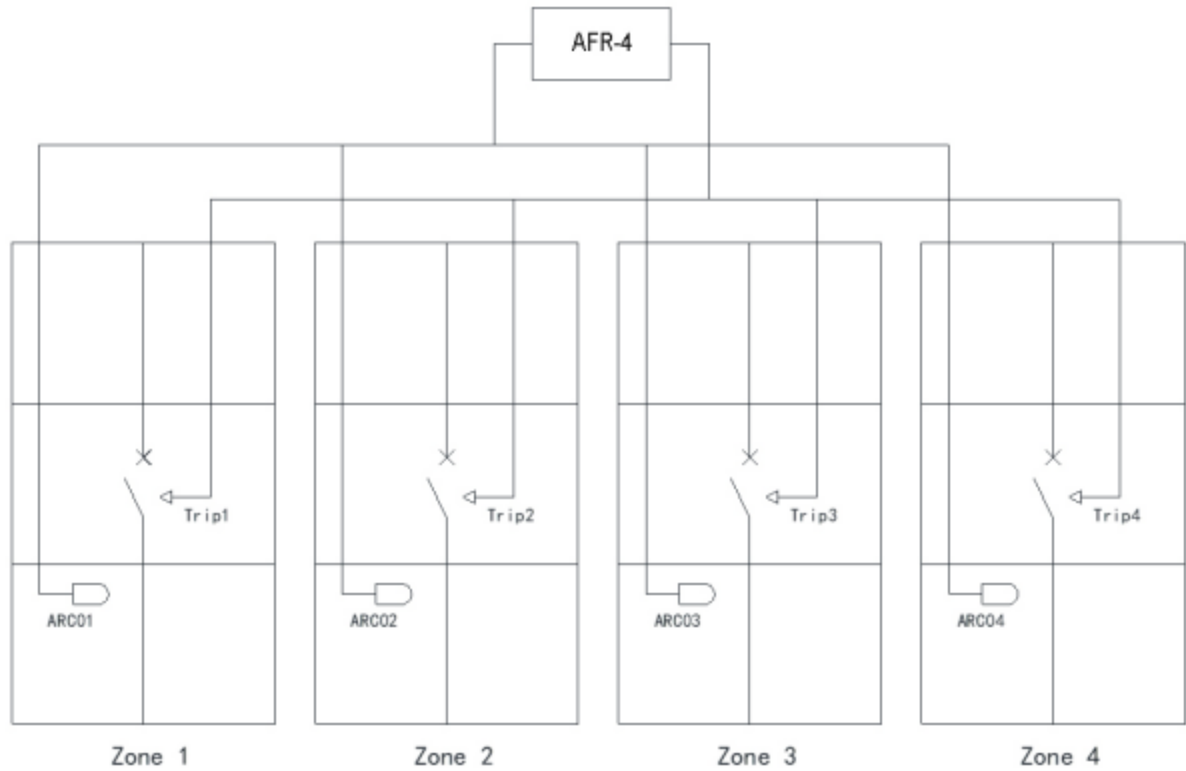 AFR-4
Trip1
Trip2
Trip3
Trip4
ARC01
ARC02
ARC03
ARC04
Zone 1
Zone 2
Zone 3
Zone 4